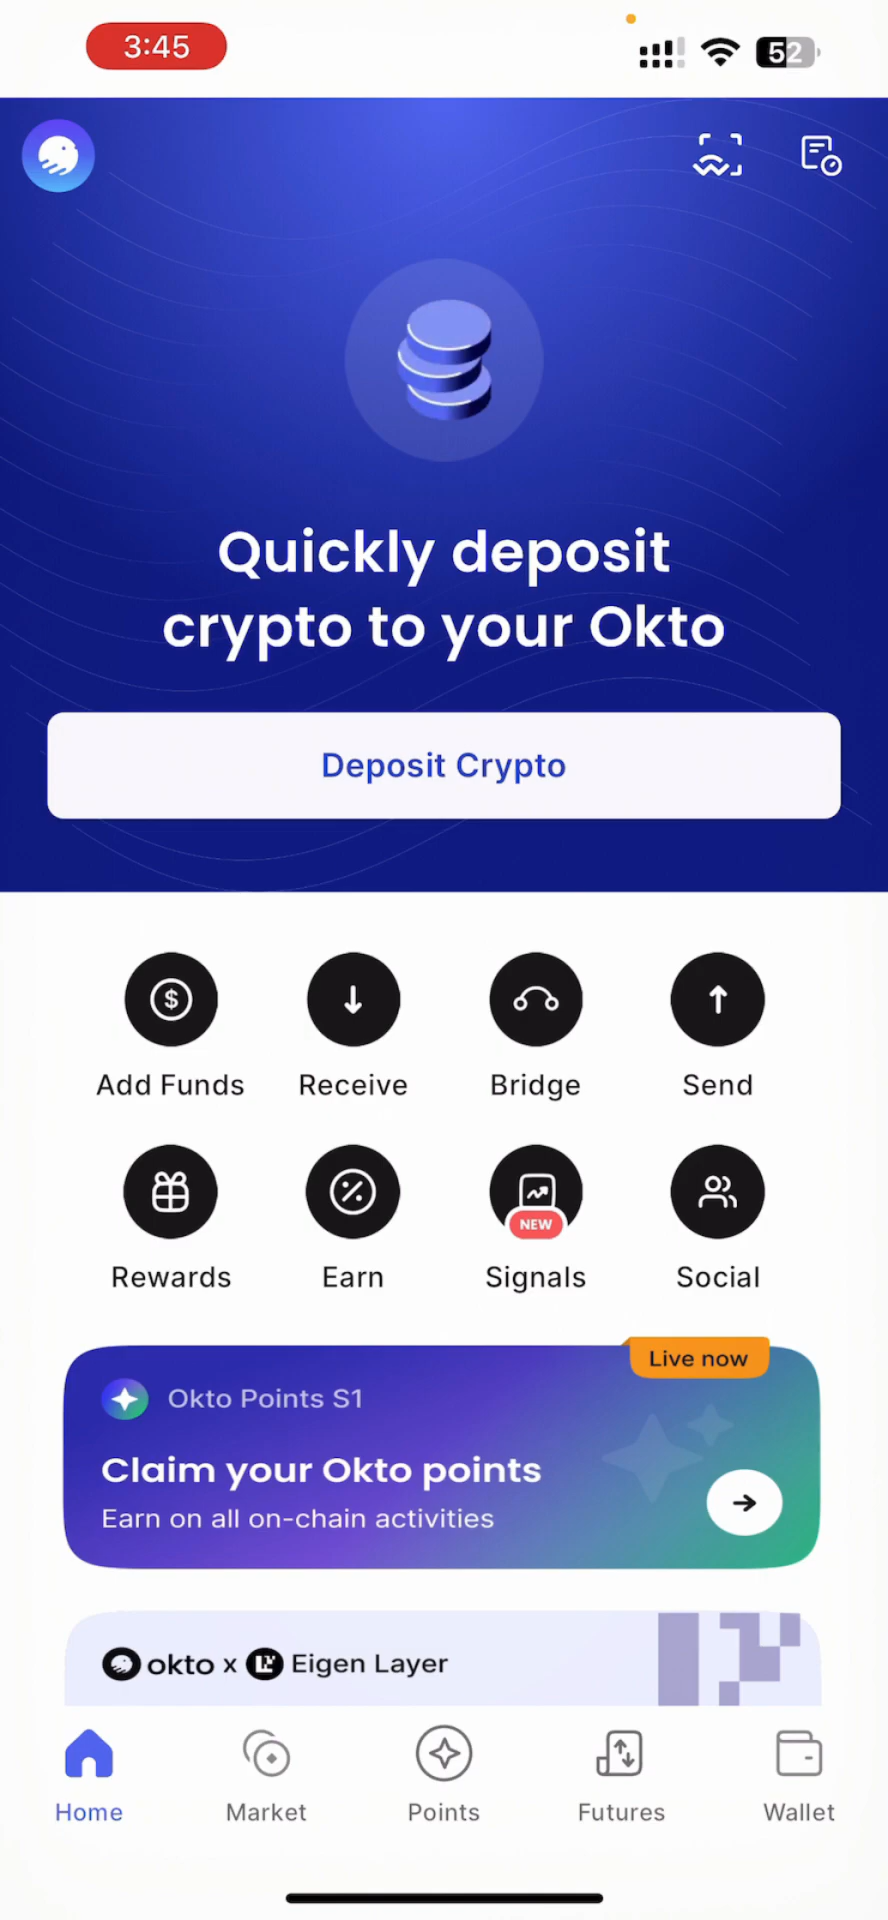 3:45
52
Quickly deposit
crypto to your Okto
Deposit Crypto
Add Funds
Receive
Bridge
Send
NEW
Rewards
Earn
Signals
Social
Live now
Okto Points S1
Claim your Okto points
Earn on all on-chain activities
okto x Eigen Layer
Home
Market
Points
Futures
Wallet